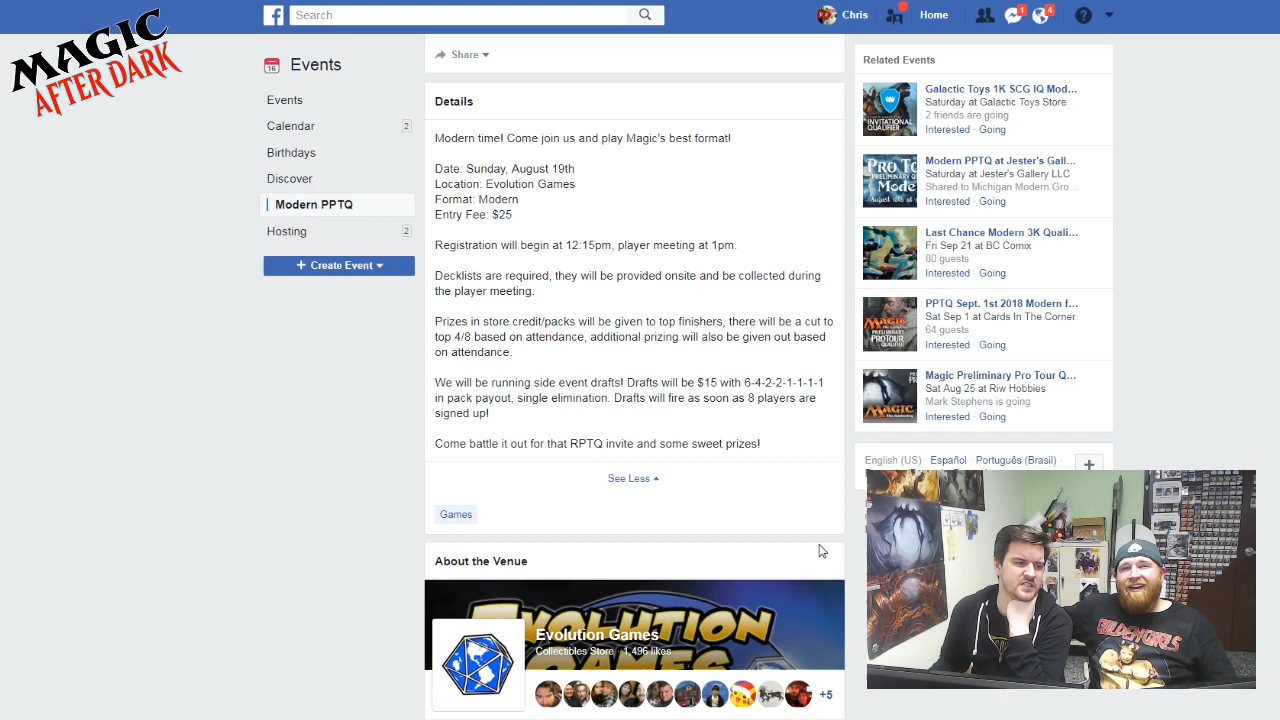 MAGIC
AFTER DARK
Search
Chris
Home
1
4
16
Events
Events
Calendar
2
Birthdays
Discover
Modern PPTQ
Hosting
2
+ Create Event
Share
Details
Modern time! Come join us and play Magic's best format!
Date: Sunday, August 19th
Location: Evolution Games
Format: Modern
Entry Fee: $25
Registration will begin at 12:15pm, player meeting at 1pm.
Decklists are required, they will be provided onsite and be collected during
the player meeting.
Prizes in store credit/packs will be given to top finishers, there will be a cut to
top 4/8 based on attendance, additional prizing will also be given out based
on attendance.
We will be running side event drafts! Drafts will be $15 with 6-4-2-2-1-1-1-1
in pack payout, single elimination. Drafts will fire as soon as 8 players are
signed up!
Come battle it out for that RPTQ invite and some sweet prizes!
See Less
Games
About the Venue
EVOLUTION
GAMES
Evolution Games
Collectibles Store · 1,496 likes
+5
Related Events
INVITATIONAL
QUALIFIER
Galactic Toys 1K SCG IQ Mod...
Saturday at Galactic Toys Store
2 friends are going
Interested · Going
Modern PPTQ at Jester's Gall...
Saturday at Jester's Gallery LLC
Shared to Michigan Modern Gro...
Interested · Going
Last Chance Modern 3K Quali...
Fri Sep 21 at BC Comix
80 guests
Interested · Going
PPTQ Sept. 1st 2018 Modern f...
Sat Sep 1 at Cards In The Corner
64 guests
Interested · Going
MAGIC
Magic Preliminary Pro Tour Q...
Sat Aug 25 at Riw Hobbies
Mark Stephens is going
Interested · Going
English (US) · Español · Português (Brasil) ·